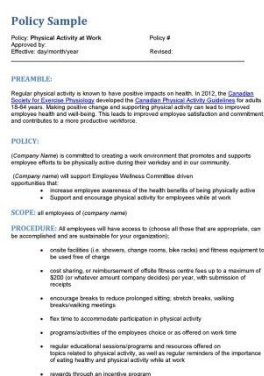 Policy Sample
Policy: Physical Activity at Work Policy #
Approved by:
Effective: day/month/year Revised:
PREAMBLE:
Regular physical activity is known to have positive impacts on health. In 2012, the Canadian
Society for Exercise Physiology developed the Canadian Physical Activity Guidelines for adults
18-64 years. Making positive change and supporting physical activity can lead to improved
employee health and well-being. This leads to improved employee satisfaction and commitment
and contributes to a more productive workforce.
POLICY:
(Company Name) is committed to creating a work environment that promotes and supports
employee efforts to be physically active during their workday and in our community.
(Company name) will support Employee Wellness Committee driven
opportunities that:
• increase employee awareness of the health benefits of being physically active
• Support and encourage physical activity for employees while at work
SCOPE: all employees of (company name)
PROCEDURE: All employees will have access to (choose all those that are appropriate, can
be accomplished and are sustainable for your organization);
• onsite facilities (i.e. showers, change rooms, bike racks) and fitness equipment to
be used free of charge
• cost sharing, or reimbursement of offsite fitness centre fees up to a maximum of
$200 (or whatever amount company decides) per year, with submission of
receipts
• encourage breaks to reduce prolonged sitting, stretch breaks, walking
breaks/walking meetings
• flex time to accommodate participation in physical activity
• programs/activities of the employees choice or as offered on work time
• regular educational sessions/programs and resources offered on
topics related to physical activity, as well as regular reminders of the importance
of eating healthy and physical activity while at work
• rewards through an incentive program